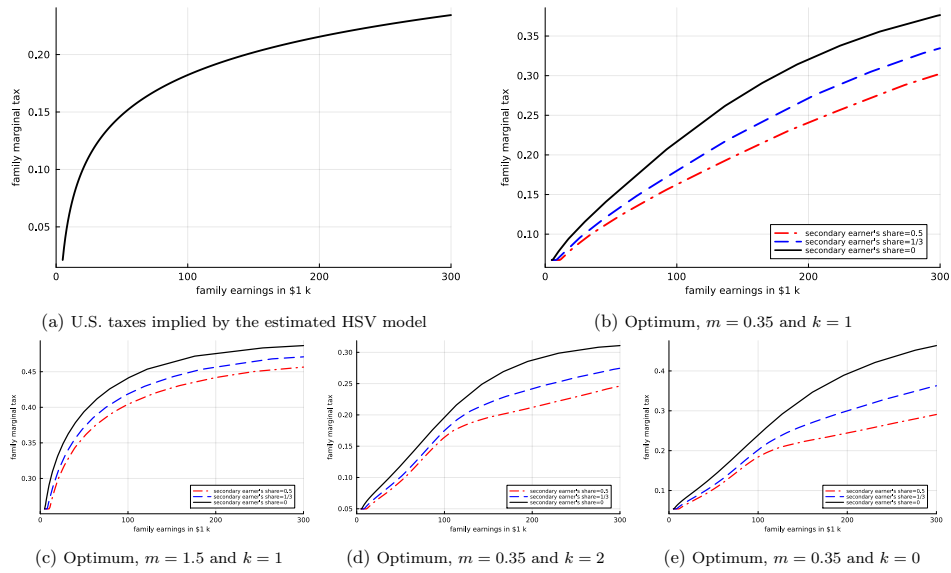 family marginal tax
0.20
0.15
0.10
0.05
0
100
200
300
family earnings in $1 k
(a) U.S. taxes implied by the estimated HSV model
family marginal tax
0.35
0.30
0.25
0.20
0.15
0.10
0
100
200
300
family earnings in $1 k
secondary earner's share=0.5
secondary earner's share=1/3
secondary earner's share=0
(b) Optimum, m = 0.35 and k = 1
family marginal tax
0.45
0.40
0.35
0.30
0
100
200
300
family earnings in $1 k
secondary earner's share=0.5
secondary earner's share=1/3
secondary earner's share=0
(c) Optimum, m = 1.5 and k = 1
family marginal tax
0.30
0.25
0.20
0.15
0.10
0.05
0
100
200
300
family earnings in $1 k
secondary earner's share=0.5
secondary earner's share=1/3
secondary earner's share=0
(d) Optimum, m = 0.35 and k = 2
family marginal tax
0.4
0.3
0.2
0.1
0
100
200
300
family earnings in $1 k
secondary earner's share=0.5
secondary earner's share=1/3
secondary earner's share=0
(e) Optimum, m = 0.35 and k = 0